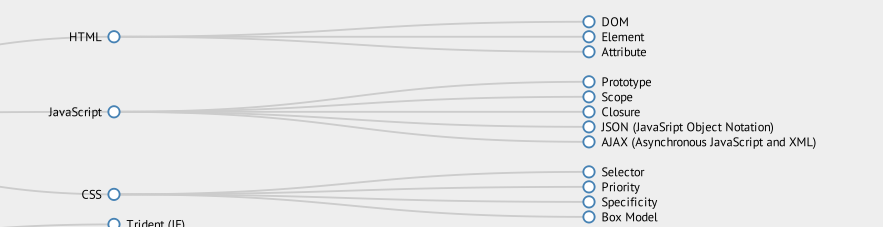 HTML
DOM
Element
Attribute
JavaScript
Prototype
Scope
Closure
JSON (JavaSript Object Notation)
AJAX (Asynchronous JavaScript and XML)
CSS
Selector
Priority
Specificity
Box Model
Trident (IE)